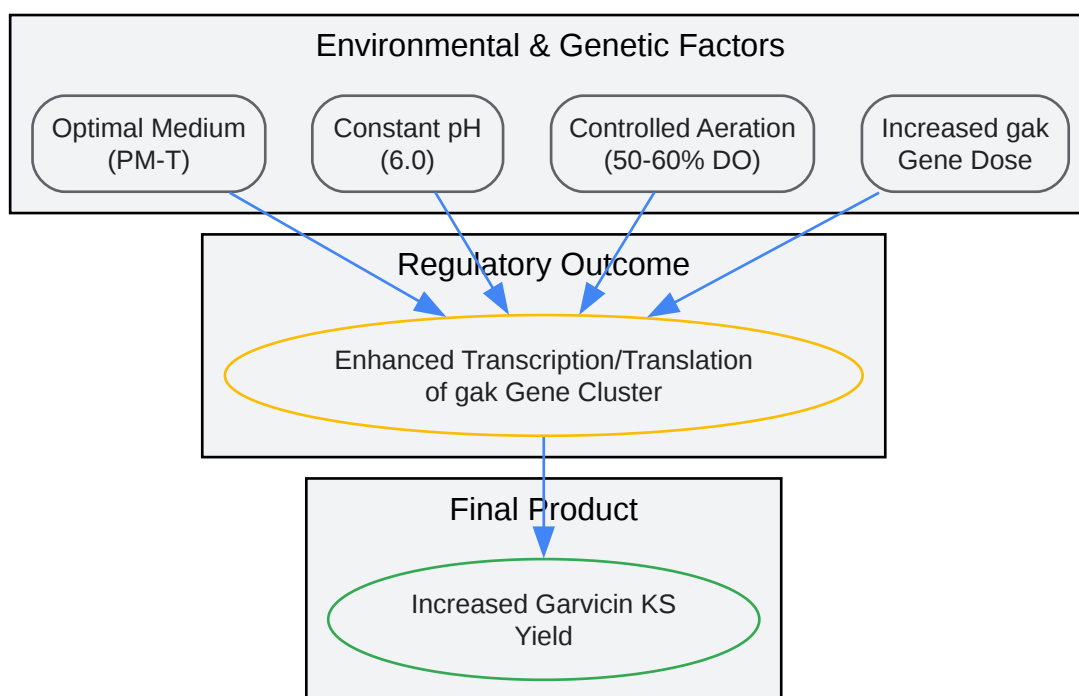 Environmental & Genetic Factors
Optimal Medium
(PM-T)
Constant pH
(6.0)
Controlled Aeration
(50-60% DO)
Increased gak
Gene Dose
Regulatory Outcome
Enhanced Transcription/Translation
of gak Gene Cluster
Final Product
Increased Garvicin KS
Yield